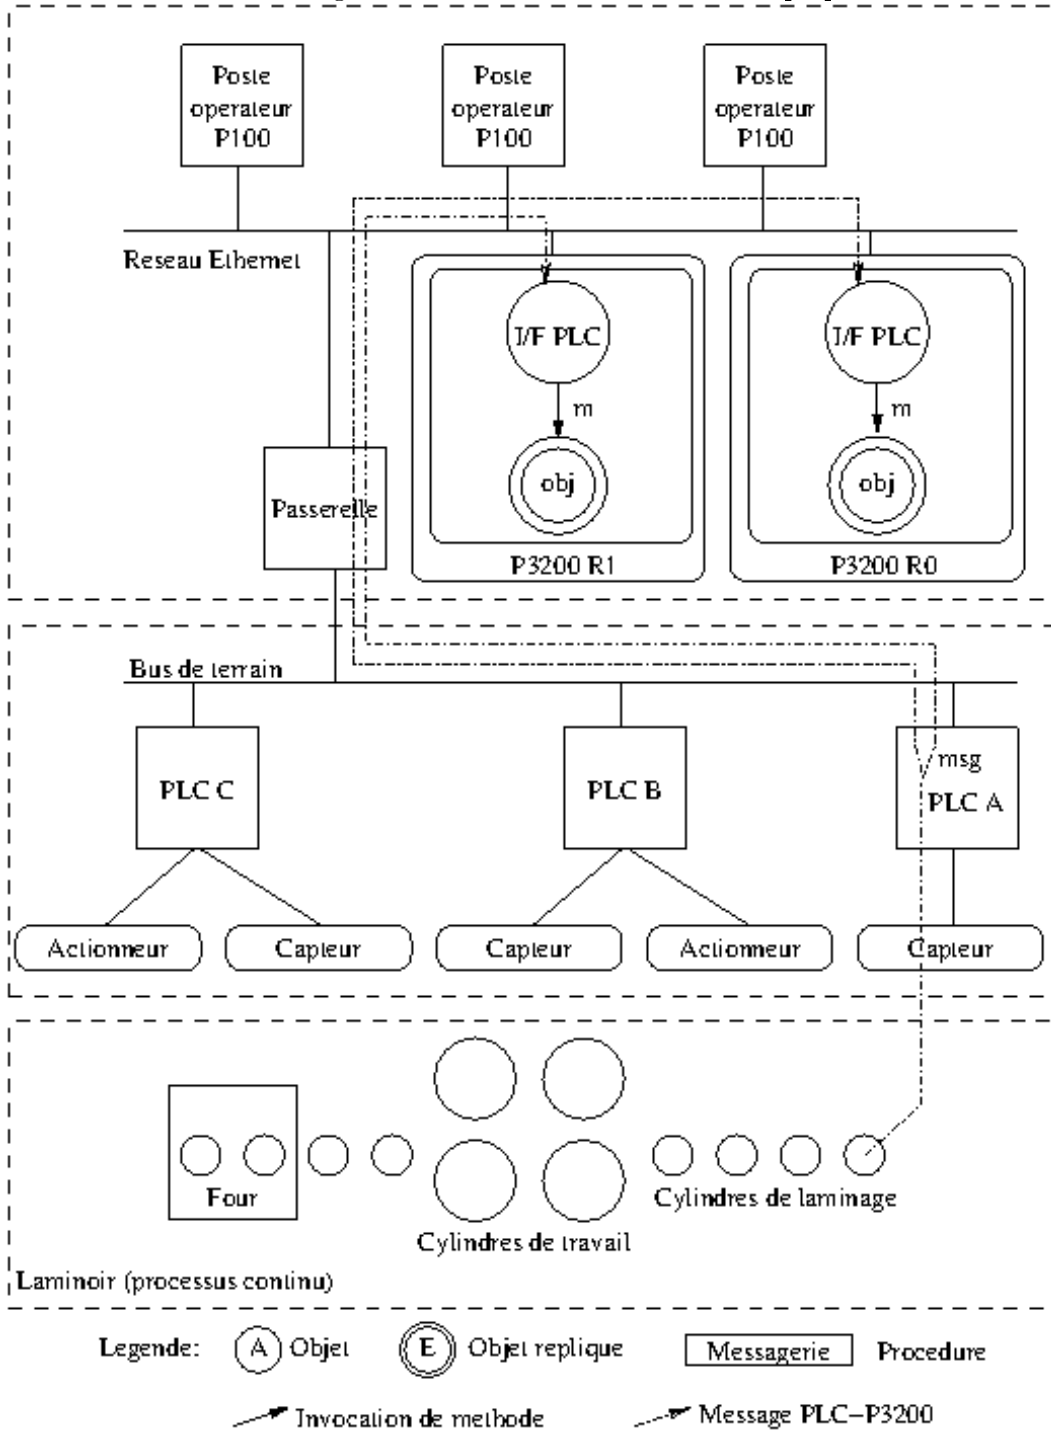 Poste
operateur
P100
Poste
operateur
P100
Poste
operateur
P100
Reseau Ethernet
I/F PLC
m
obj
P3200 R1
I/F PLC
m
obj
P3200 R0
Passerelle
Bus de terrain
PLC C
PLC B
msg
PLC A
Actionneur
Capteur
Capteur
Actionneur
Capteur
Four
Cylindres de travail
Cylindres de laminage
Laminoir (processus continu)
Legende: A Objet E Objet replique Messagerie Procedure
Invocation de methode Message PLC-P3200